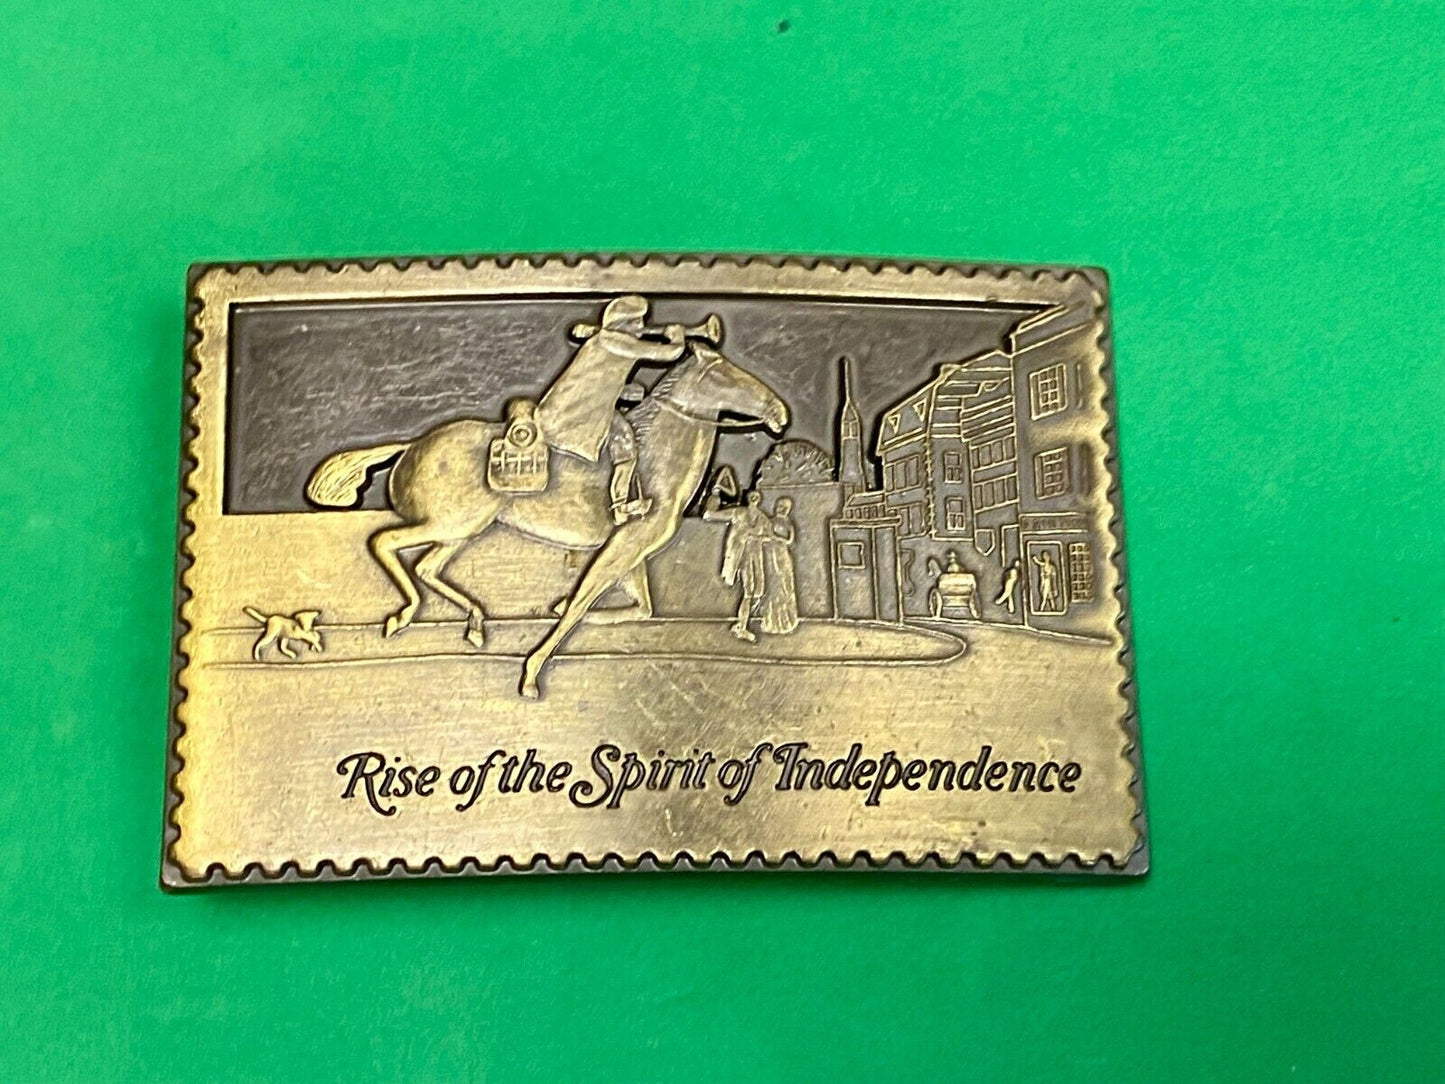 Rise of the Spirit of Independence